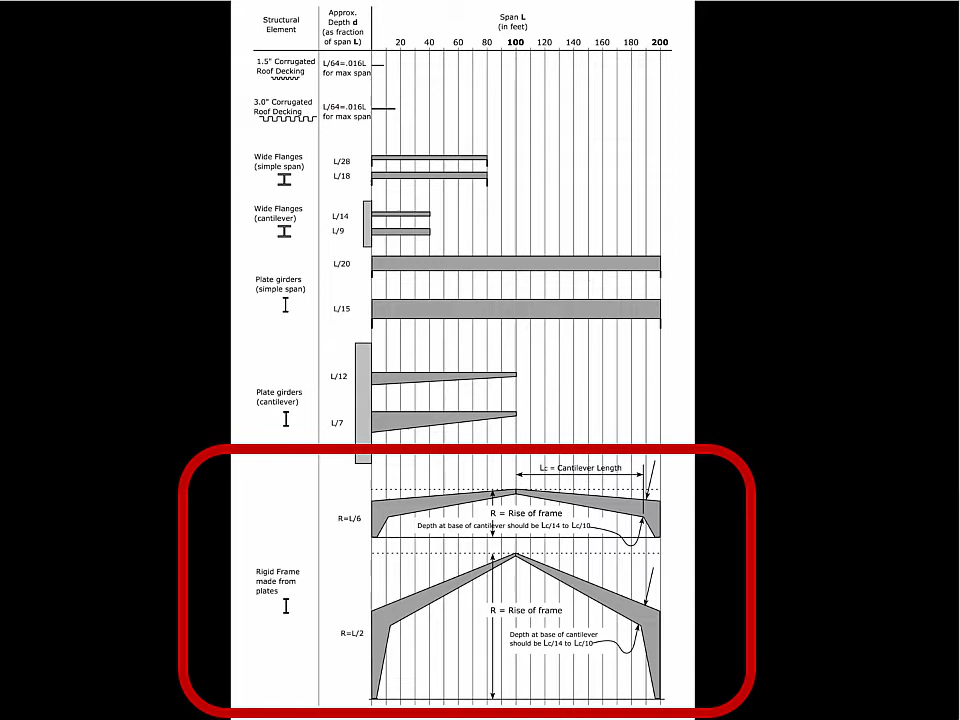 Structural
Element
Approx.
Depth d
(as fraction
of span L)
Span L
(in feet)
20 40 60 80 100 120 140 160 180 200
1.5" Corrugated
Roof Decking
L/64=.016L
for max span
3.0" Corrugated
Roof Decking
L/64=.016L
for max span
Wide Flanges
(simple span)
L/28
L/18
Wide Flanges
(cantilever)
L/14
L/9
Plate girders
(simple span)
L/20
L/15
Plate girders
(cantilever)
L/12
L/7
Rigid Frame
made from
plates
Lc = Cantilever Length
R=L/6
R = Rise of frame
Depth at base of cantilever should be Lc/14 to Lc/10
R=L/2
R = Rise of frame
Depth at base of cantilever
should be Lc/14 to Lc/10